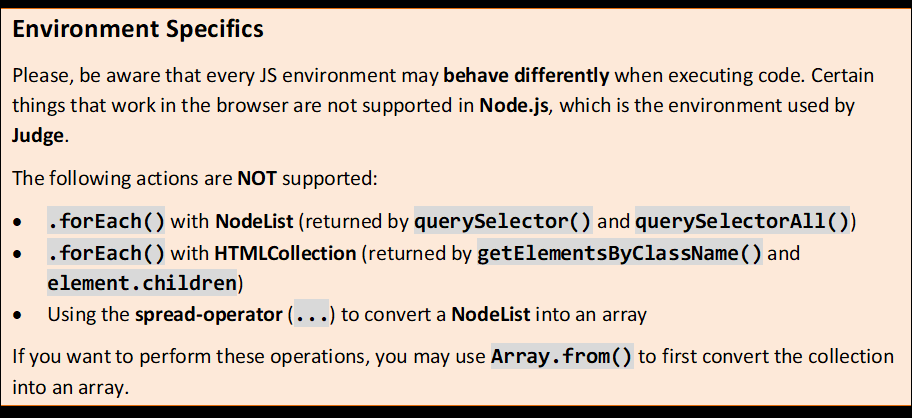 Environment Specifics
Please, be aware that every JS environment may behave differently when executing code. Certain
things that work in the browser are not supported in Node.js, which is the environment used by
Judge.
The following actions are NOT supported:
• .forEach() with NodeList (returned by querySelector() and querySelectorAll())
• .forEach() with HTMLCollection (returned by getElementsByClassName() and
element.children)
• Using the spread-operator (...) to convert a NodeList into an array
If you want to perform these operations, you may use Array.from() to first convert the collection
into an array.